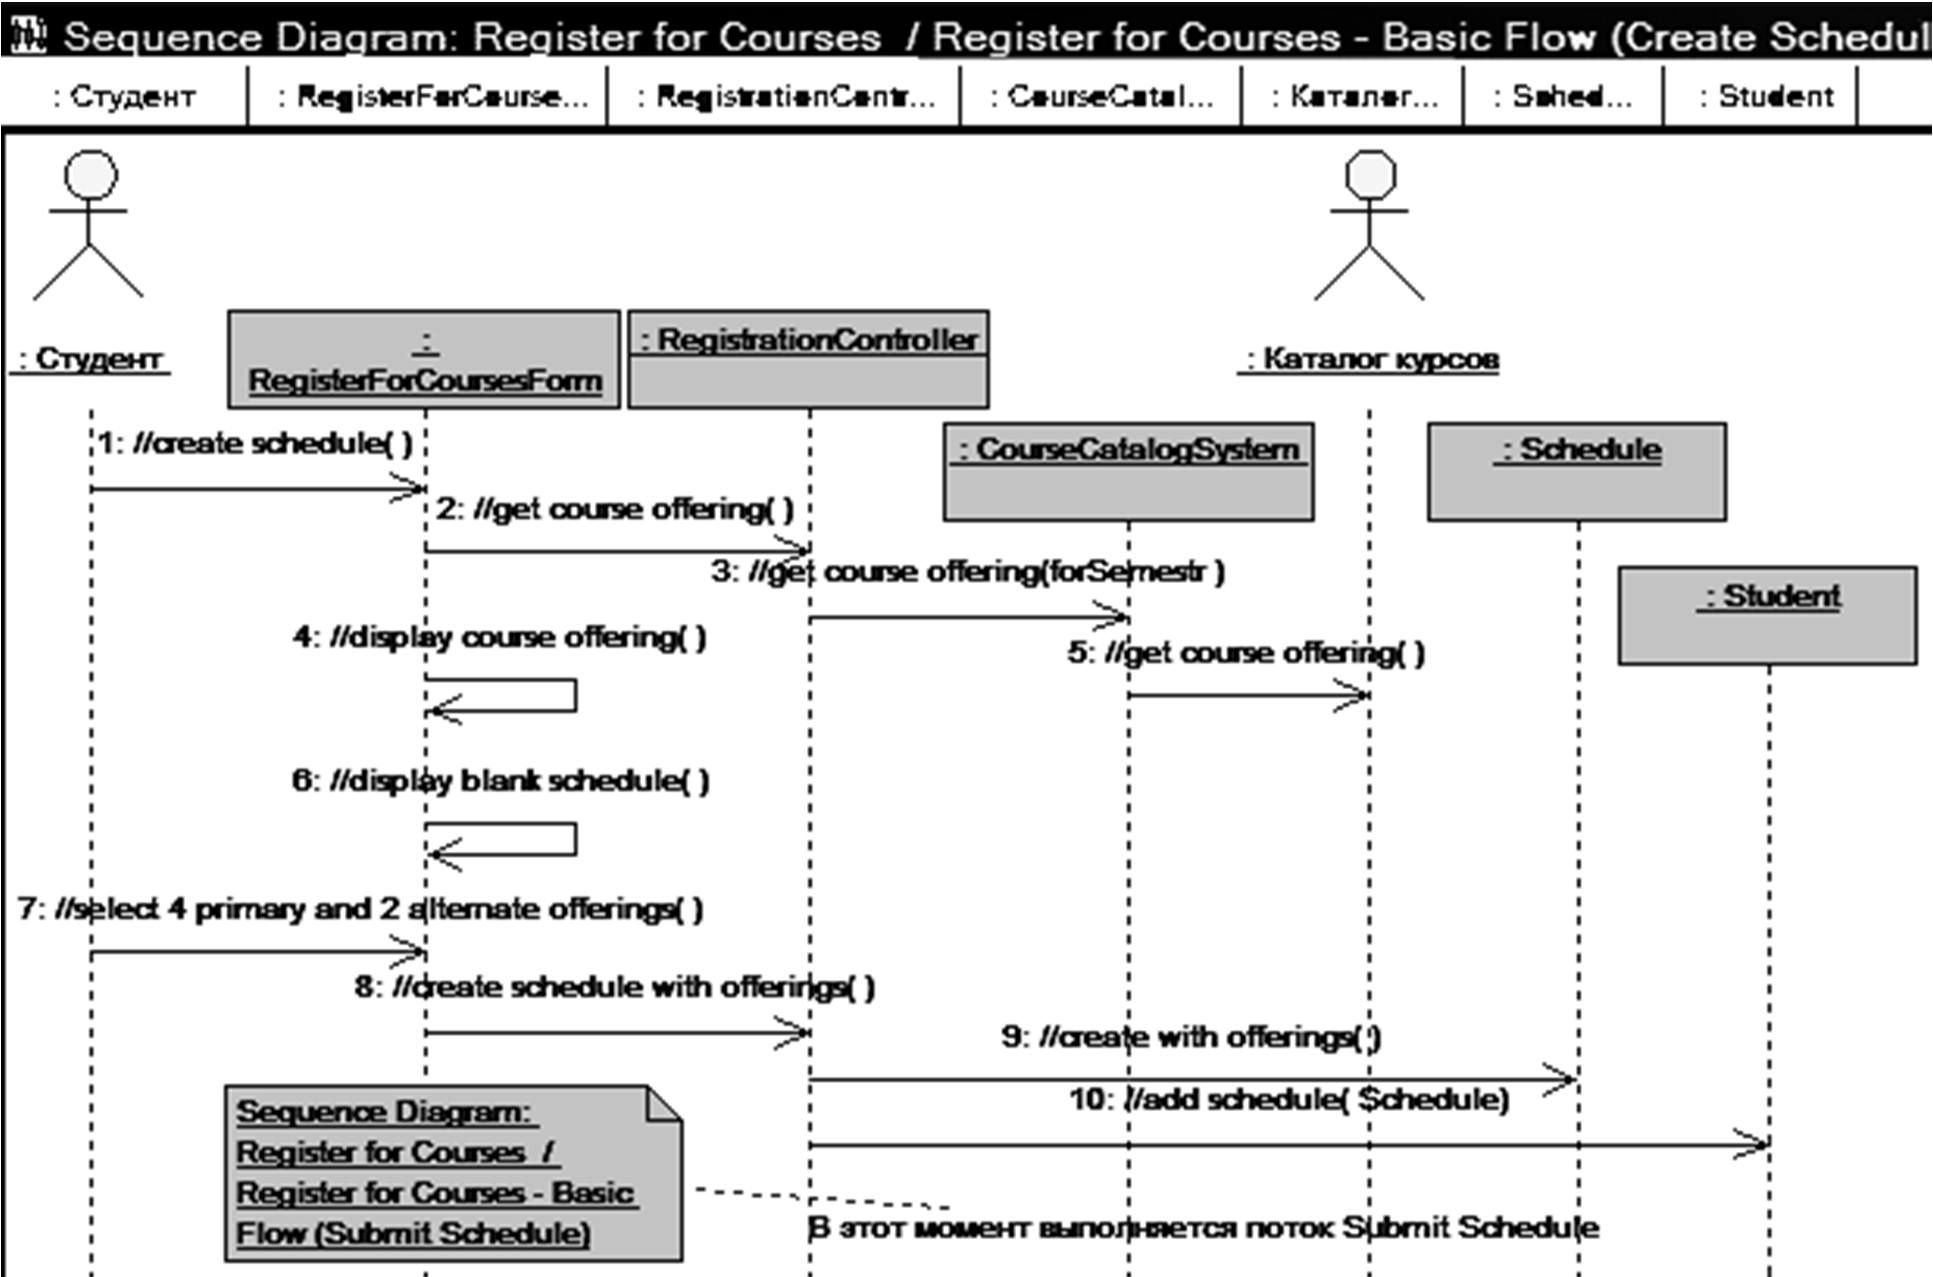 Sequence Diagram: Register for Courses / Register for Courses - Basic Flow (Create Schedul
: Студент
: RegisterForCourse...
: RegistrationContr...
: CourseCatal...
: Каталог...
: Sched...
: Student
: Студент
:
RegisterForCoursesForm
: RegistrationController
: Каталог курсов
: CourseCatalogSystem
: Schedule
: Student
1: //create schedule( )
2: //get course offering( )
3: //get course offering(forSemestr )
4: //display course offering( )
5: //get course offering( )
6: //display blank schedule( )
7: //select 4 primary and 2 alternate offerings( )
8: //create schedule with offerings( )
9: //create with offerings( )
10: //add schedule( Schedule)
Sequence Diagram:
Register for Courses /
Register for Courses - Basic
Flow (Submit Schedule)
В этот момент выполняется поток Submit Schedule